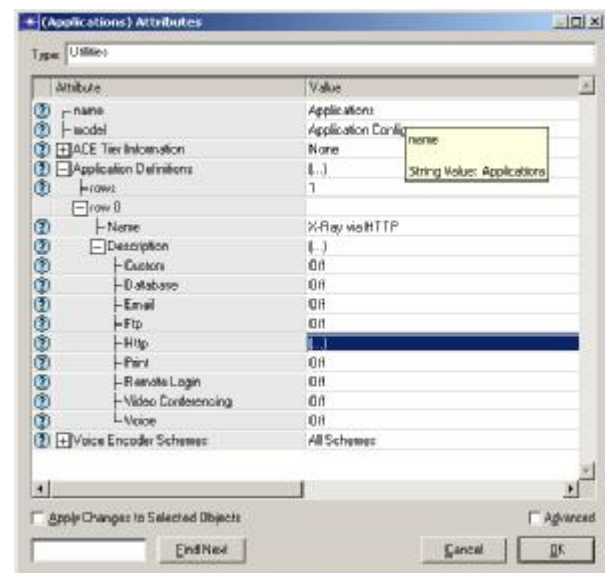 (Applications) Attributes
Type: Utilities
Attribute Value
name Applications
model Application Config
name
String Value: Applications
ACE Tier Information None
Application Definitions (...)
rows 1
row 0
Name X-Ray via HTTP
Description (...)
Custom Off
Database Off
Email Off
Ftp Off
Http (...)
Print Off
Remote Login Off
Video Conferencing Off
Voice Off
Voice Encoder Schemes All Schemes
Apply Changes to Selected Objects Advanced
Find Next Cancel OK